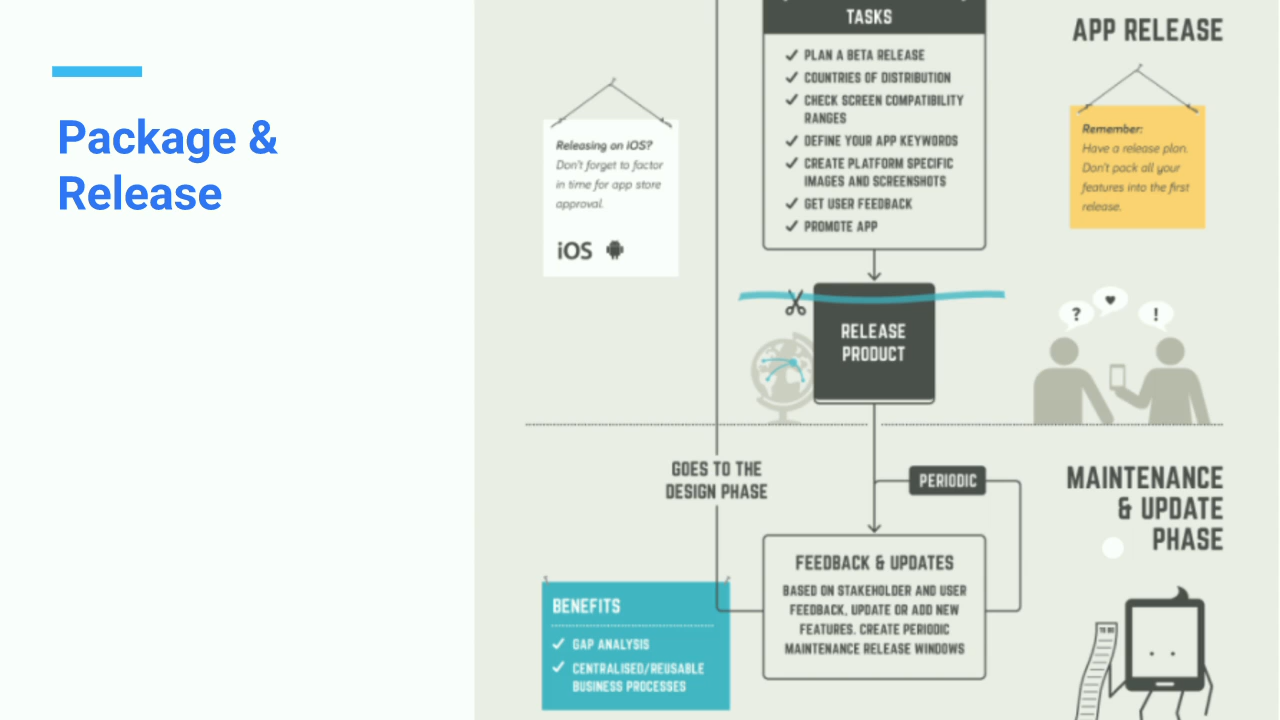 Package &
Release
TASKS
PLAN A BETA RELEASE
COUNTRIES OF DISTRIBUTION
CHECK SCREEN COMPATIBILITY
RANGES
DEFINE YOUR APP KEYWORDS
CREATE PLATFORM SPECIFIC
IMAGES AND SCREENSHOTS
GET USER FEEDBACK
PROMOTE APP
APP RELEASE
Releasing on iOS?
Don't forget to factor
in time for app store
approval.
iOS
Remember:
Have a release plan.
Don't pack all your
features into the first
release.
RELEASE
PRODUCT
?
!
GOES TO THE
DESIGN PHASE
PERIODIC
MAINTENANCE
& UPDATE
PHASE
FEEDBACK & UPDATES
BASED ON STAKEHOLDER AND USER
FEEDBACK, UPDATE OR ADD NEW
FEATURES. CREATE PERIODIC
MAINTENANCE RELEASE WINDOWS
BENEFITS
GAP ANALYSIS
CENTRALISED/REUSABLE
BUSINESS PROCESSES
TO DO